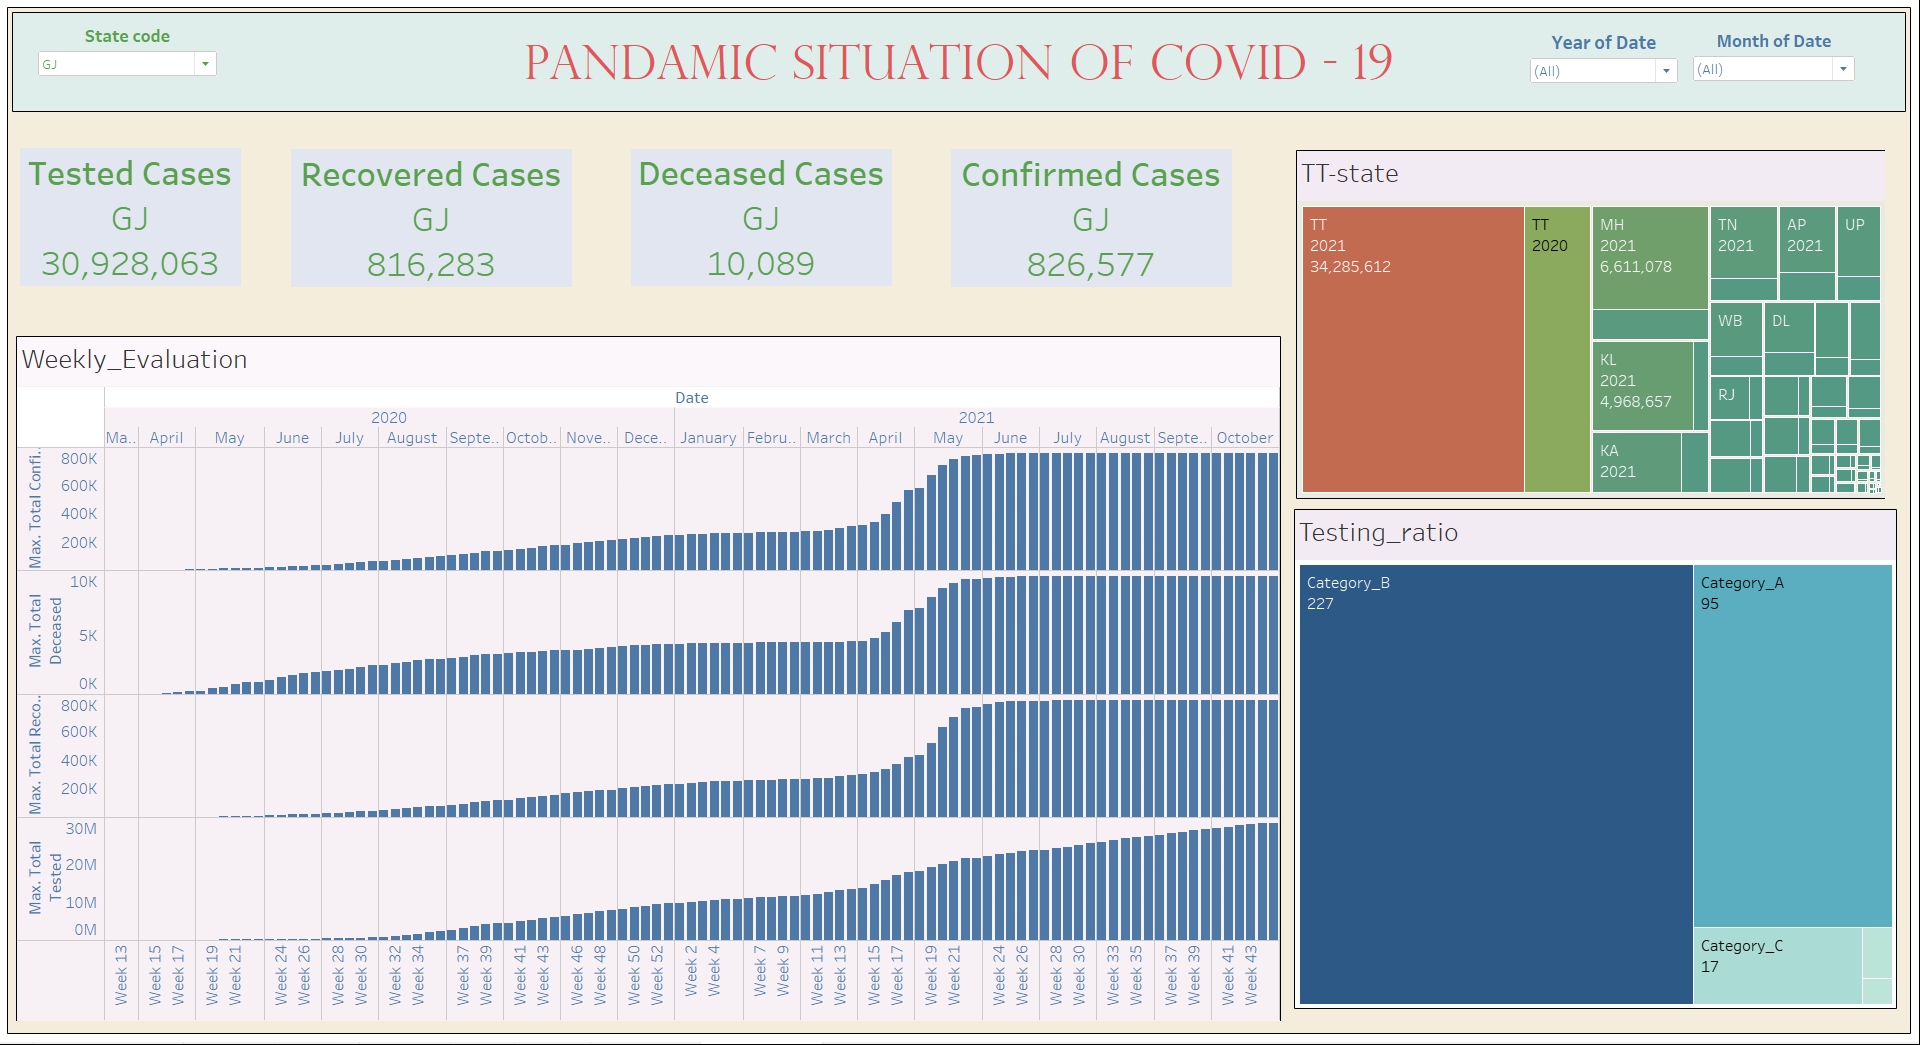 State code
GJ
PANDAMIC SITUATION OF COVID - 19
Year of Date
(All)
Month of Date
(All)
Tested Cases
GJ
30,928,063
Recovered Cases
GJ
816,283
Deceased Cases
GJ
10,089
Confirmed Cases
GJ
826,577
TT-state
TT
2021
34,285,612
TT
2020
MH
2021
6,611,078
TN
2021
AP
2021
UP
WB
DL
KL
2021
4,968,657
RJ
KA
2021
Weekly_Evaluation
Date
2020
2021
Ma.. April May June July August Septe.. Octob.. Nove.. Dece.. January Febru.. March April May June July August Septe.. October
Max. Total Confi..
800K
600K
400K
200K
Max. Total
Deceased
10K
5K
0K
Max. Total Reco..
800K
600K
400K
200K
Max. Total
Tested
30M
20M
10M
0M
Week 13
Week 15
Week 17
Week 19
Week 21
Week 24
Week 26
Week 28
Week 30
Week 32
Week 34
Week 37
Week 39
Week 41
Week 43
Week 46
Week 48
Week 50
Week 52
Week 2
Week 4
Week 7
Week 9
Week 11
Week 13
Week 15
Week 17
Week 19
Week 21
Week 24
Week 26
Week 28
Week 30
Week 33
Week 35
Week 37
Week 39
Week 41
Week 43
Testing_ratio
Category_B
227
Category_A
95
Category_C
17